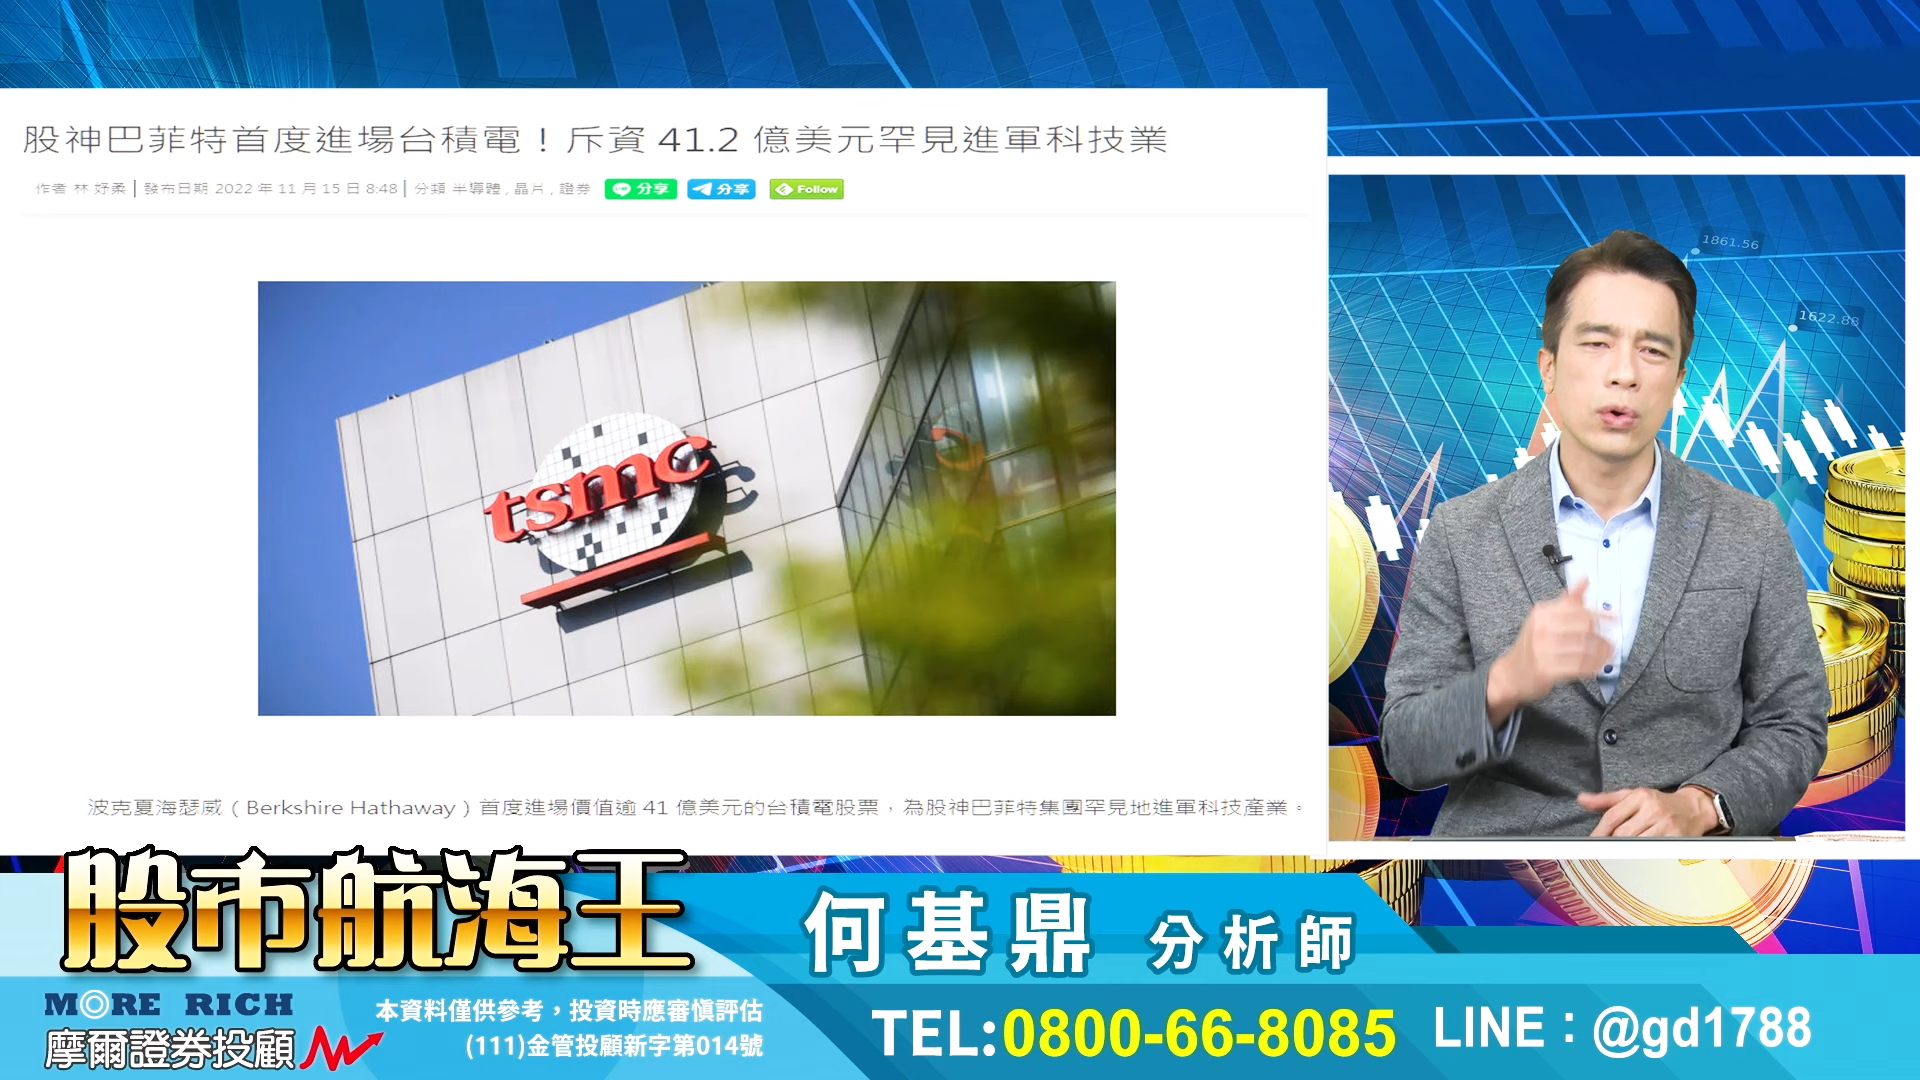 股神巴菲特首度進場台積電！斥資 41.2 億美元罕見進軍科技業
作者 林 妤柔 | 發布日期 2022 年 11 月 15 日 8:48 | 分類 半導體 , 晶片 , 證券 分享 分享 Follow
1861.56
1622.88
tsmc
波克夏海瑟威（Berkshire Hathaway）首度進場價值逾 41 億美元的台積電股票，為股神巴菲特集團罕見地進軍科技產業。
股市航海王
何基鼎 分析師
MORE RICH
摩爾證券投顧
本資料僅供參考，投資時應審慎評估
(111)金管投顧新字第014號
TEL:0800-66-8085
LINE：@gd1788